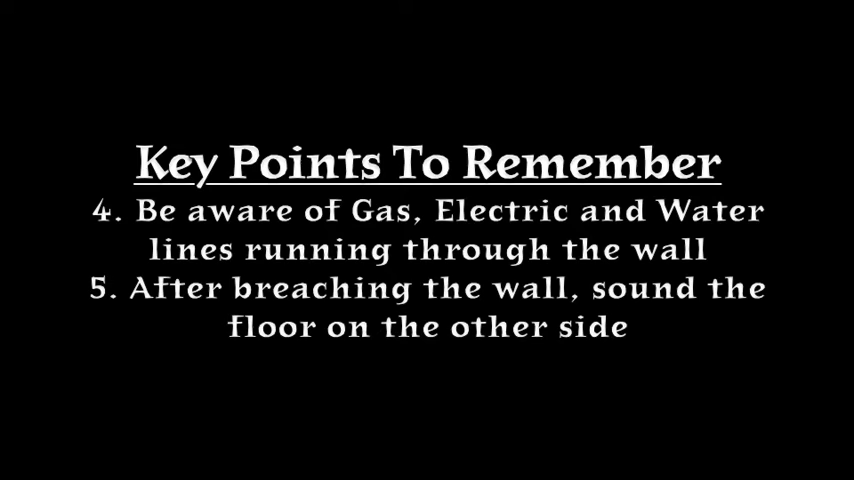 Key Points To Remember
4. Be aware of Gas, Electric and Water
lines running through the wall
5. After breaching the wall, sound the
floor on the other side